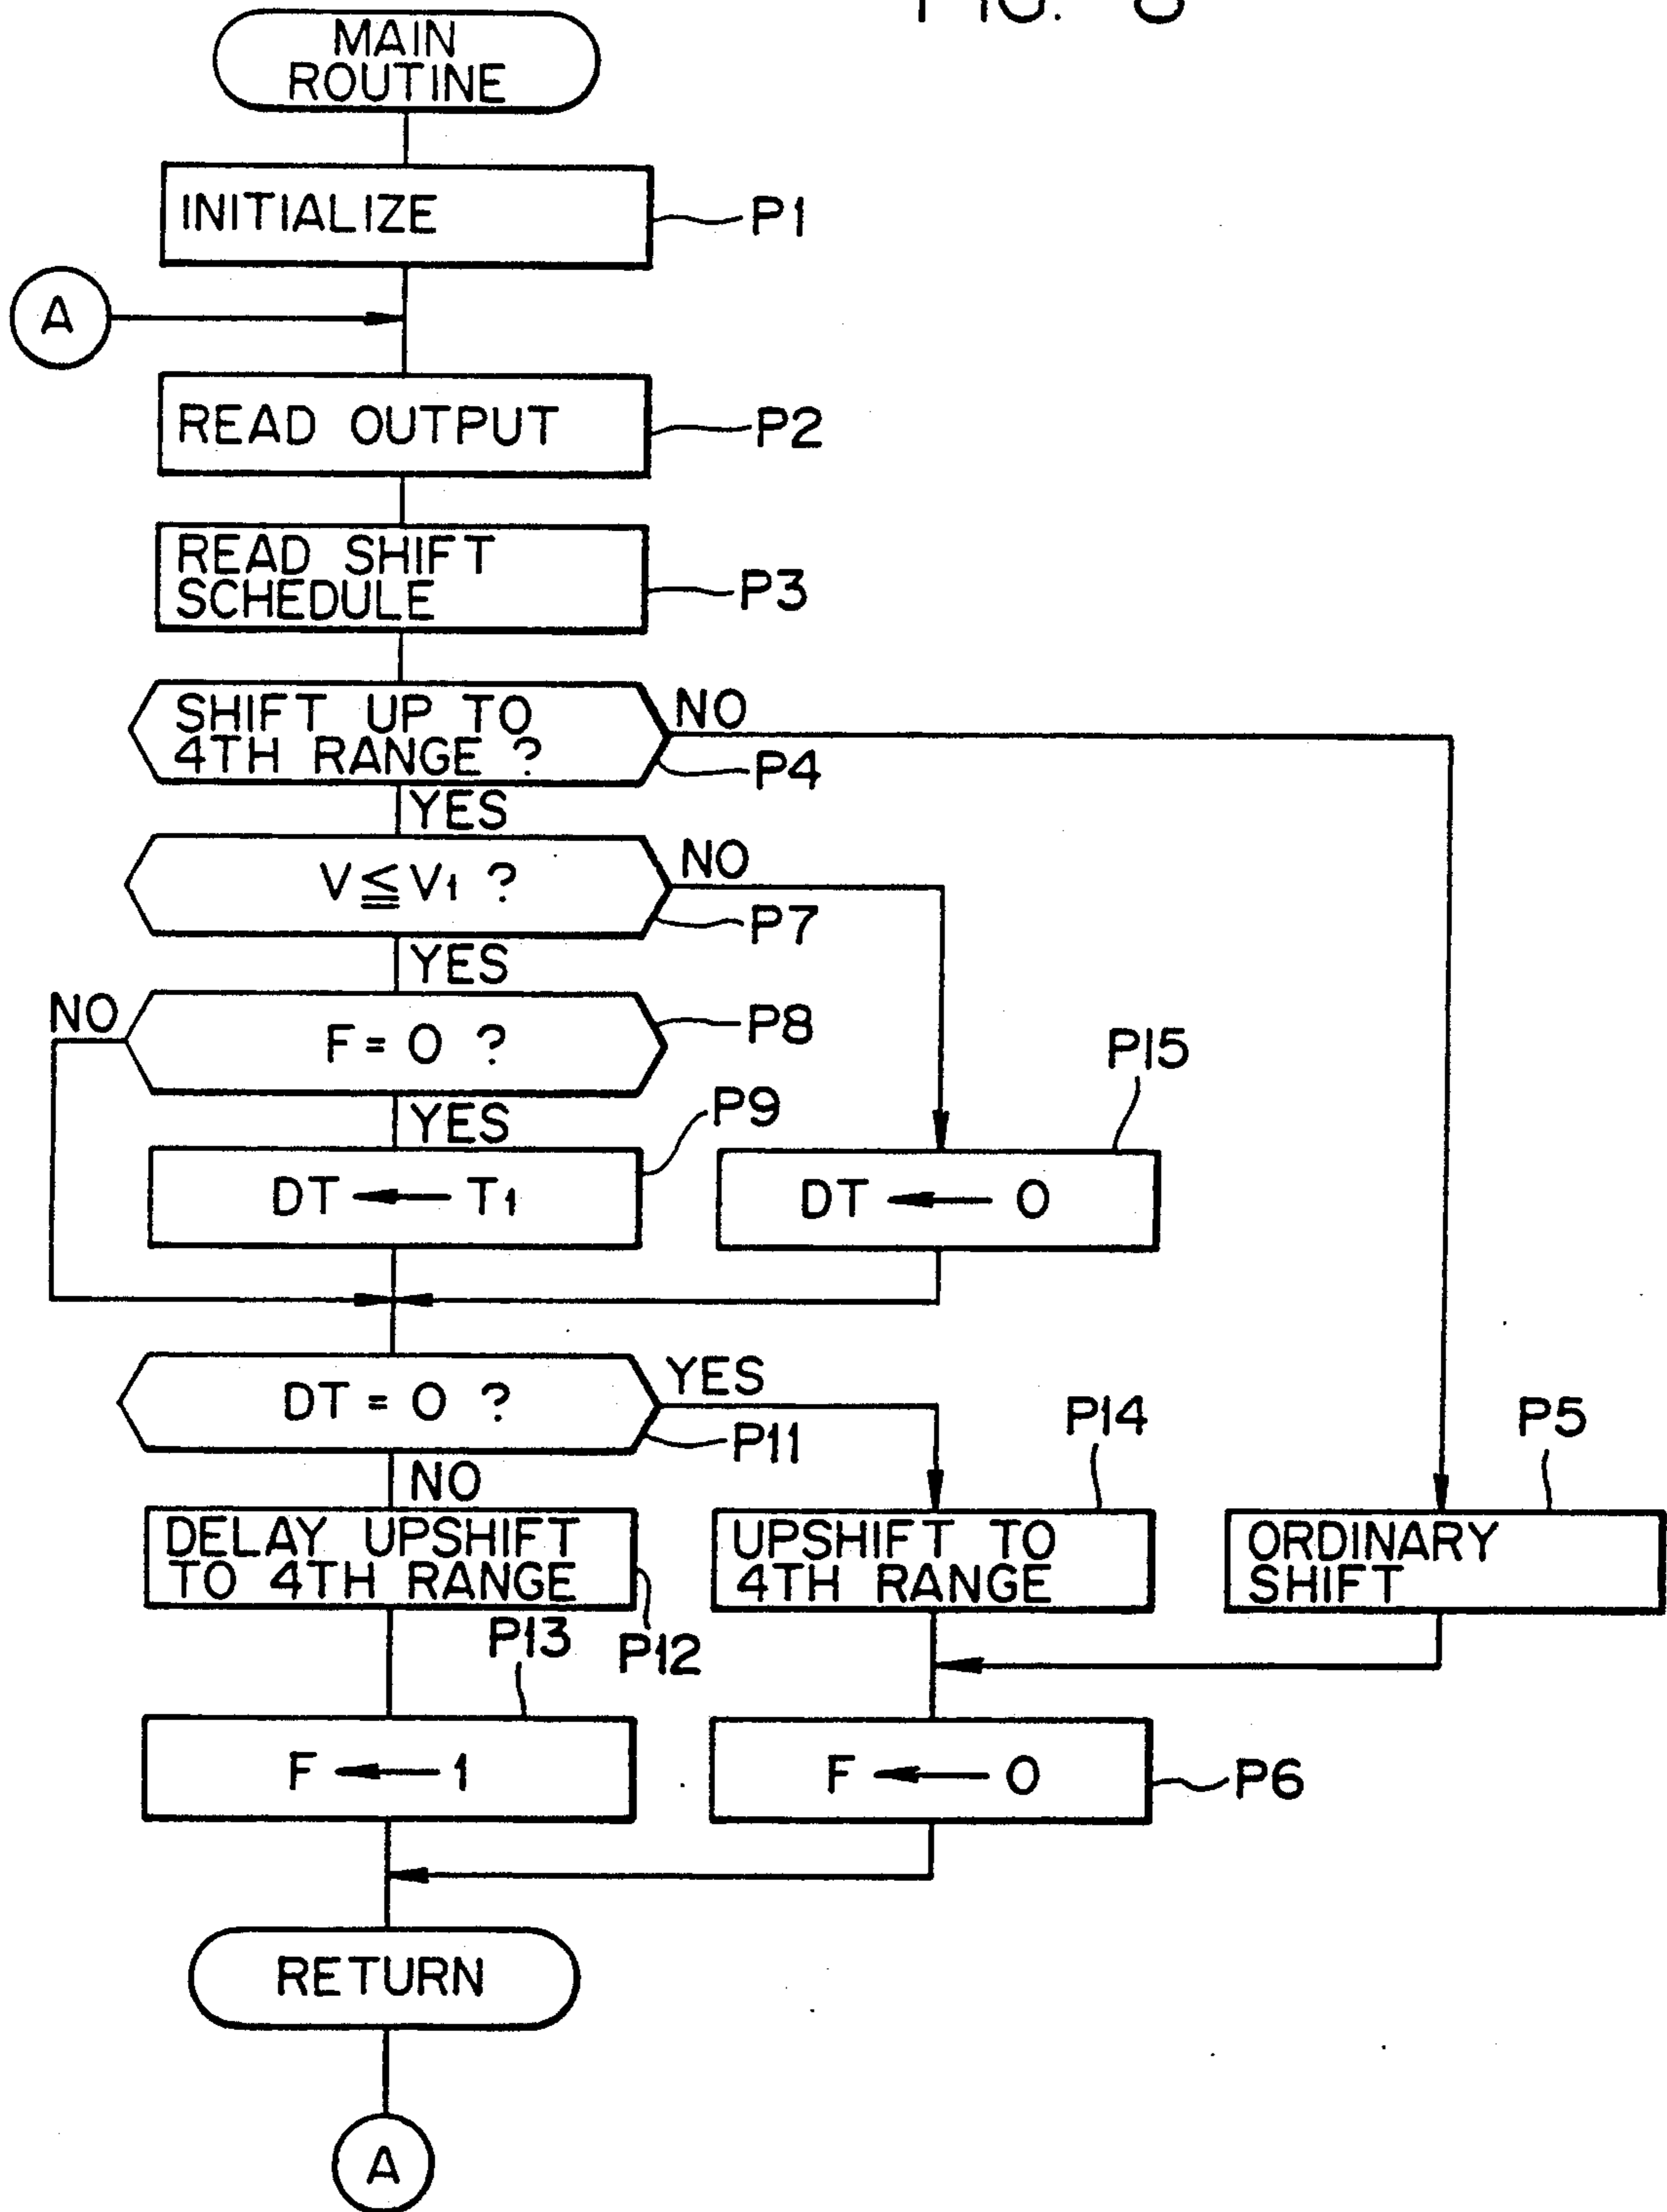 FIG. 8
MAIN
ROUTINE
INITIALIZE
P1
A
READ OUTPUT
P2
READ SHIFT
SCHEDULE
P3
SHIFT UP TO
4TH RANGE ?
NO
P4
YES
V ≦ V1 ?
NO
P7
YES
NO
F = 0 ?
P8
YES
P9
P15
DT ← T1
DT ← 0
DT = 0 ?
YES
P11
P14
P5
NO
DELAY UPSHIFT
TO 4TH RANGE
UPSHIFT TO
4TH RANGE
ORDINARY
SHIFT
P13
P12
F ← 1
F ← 0
P6
RETURN
A